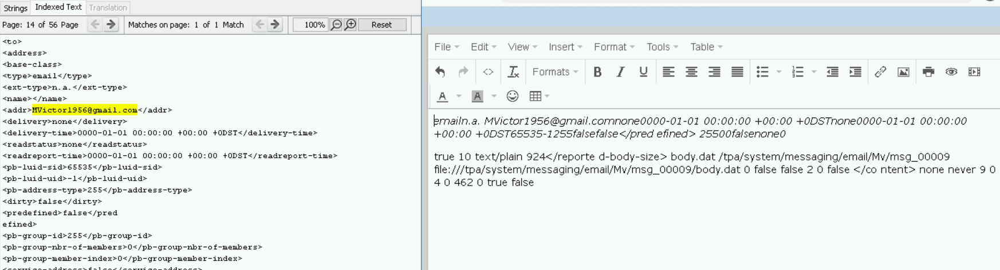 Strings Indexed Text Translation
Page: 14 of 56 Page Matches on page: 1 of 1 Match 100% Reset
<to>
<address>
<base-class>
<type>email</type>
<ext-type>n.a.</ext-type>
<name></name>
<addr>MVictor1956@gmail.com</addr>
<delivery>none</delivery>
<delivery-time>0000-01-01 00:00:00 +00:00 +0DST</delivery-time>
<readstatus>none</readstatus>
<readreport-time>0000-01-01 00:00:00 +00:00 +0DST</readreport-time>
<pb-luid-sid>65535</pb-luid-sid>
<pb-luid-uid>-1</pb-luid-uid>
<pb-address-type>255</pb-address-type>
<dirty>false</dirty>
<predefined>false</pred
efined>
<pb-group-id>255</pb-group-id>
<pb-group-nbr-of-members>0</pb-group-nbr-of-members>
<pb-group-member-index>0</pb-group-member-index>
<service-address>false</service-address>
File Edit View Insert Format Tools Table
Formats B I U
A A
emailn.a. MVictor1956@gmail.comnone0000-01-01 00:00:00 +00:00 +0DSTnone0000-01-01 00:00:00
+00:00 +0DST65535-1255falsefalse</pred efined> 25500falsenone0
true 10 text/plain 924</reporte d-body-size> body.dat /tpa/system/messaging/email/Mv/msg_00009
file:///tpa/system/messaging/email/Mv/msg_00009/body.dat 0 false false 2 0 false </co ntent> none never 9 0
4 0 462 0 true false